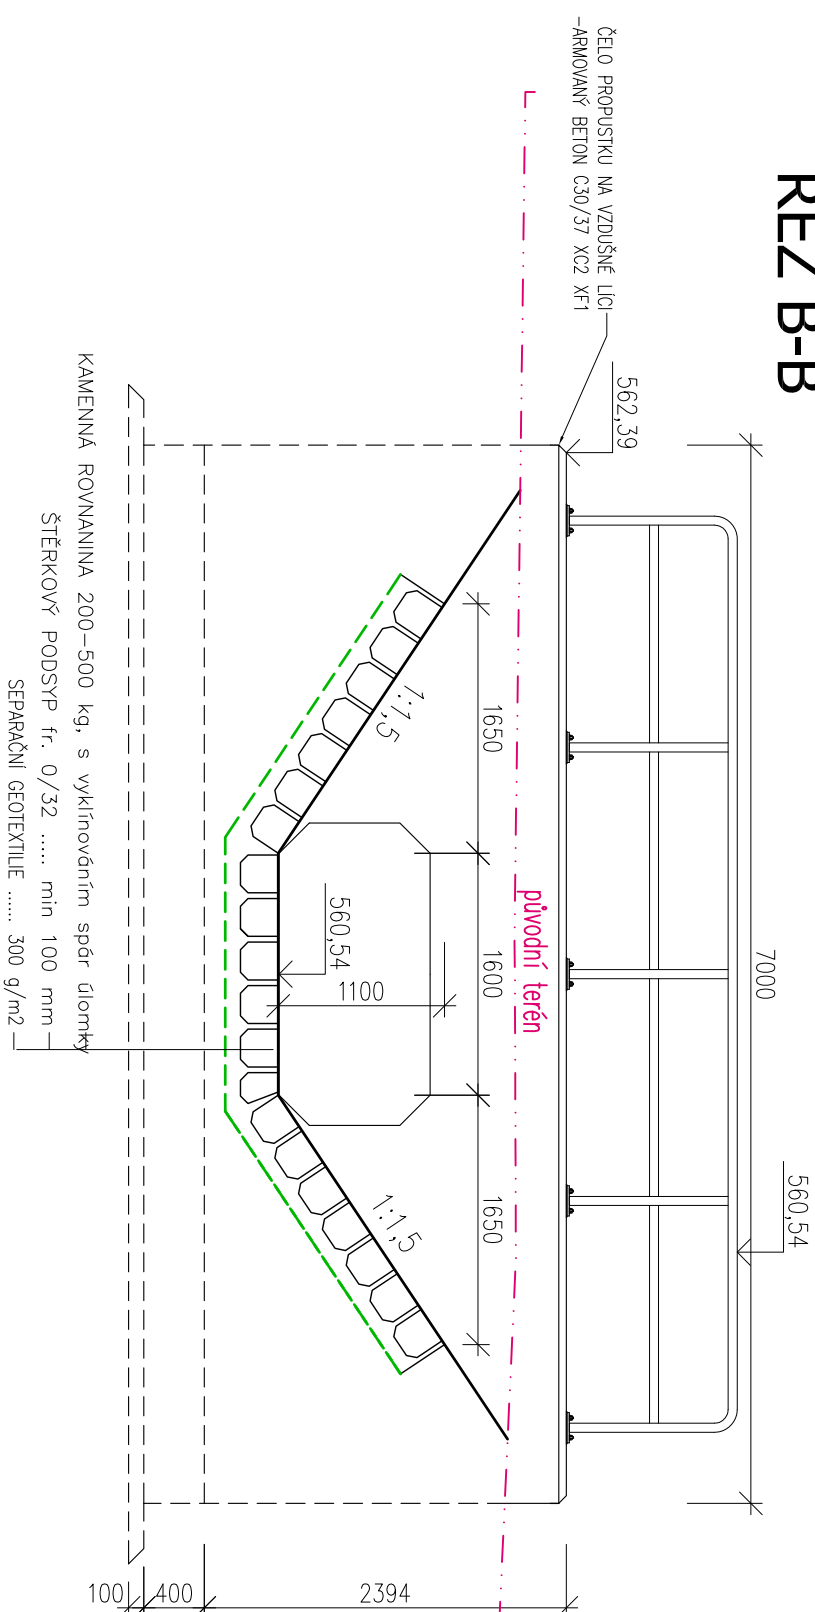 ŘEZ B-B
ČELO PROPUSTKU NA VZDUŠNÉ LÍCI
-ARMOVANÝ BETON C30/37 XC2 XF1
562,39
7000
560,54
1650
1600
1650
původní terén
1:1,5
1:1,5
560,54
1100
KAMENNÁ ROVNANINA 200-500 kg, s vyklínováním spár úlomky
ŠTĚRKOVÝ PODSYP fr. 0/32 ..... min 100 mm
SEPARAČNÍ GEOTEXTILIE ...... 300 g/m2
2394
400
100